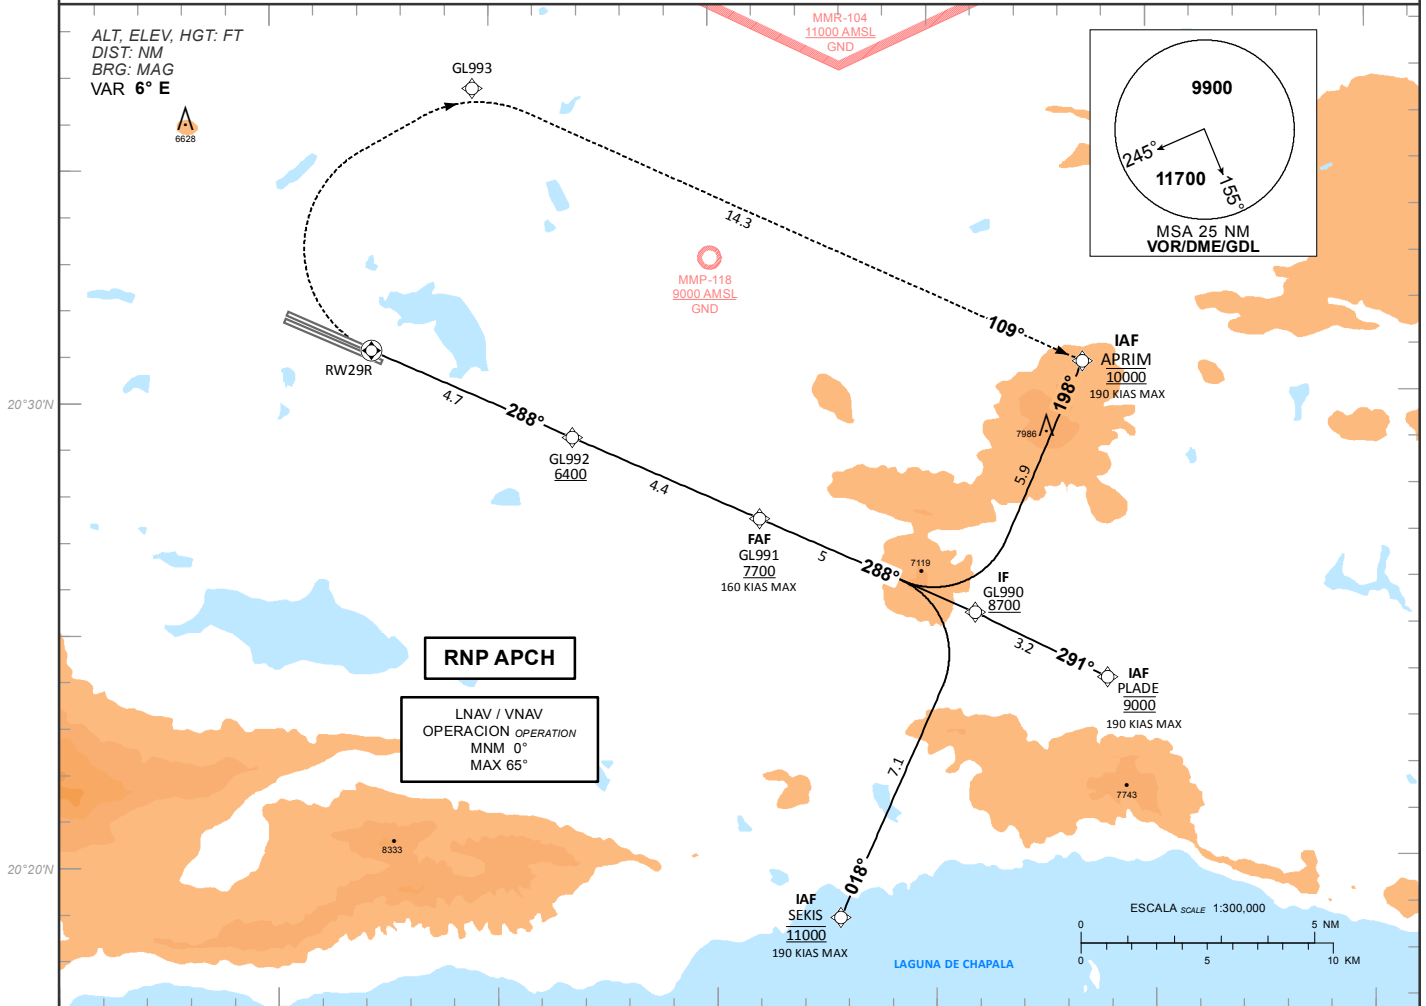 ALT, ELEV, HGT: FT
DIST: NM
BRG: MAG
VAR 6° E
6628
GL993
MMR-104
11000 AMSL
GND
9900
245°
11700
155°
MSA 25 NM
VOR/DME/GDL
14.3
MMP-118
9000 AMSL
GND
109°
IAF
APRIM
10000
190 KIAS MAX
198°
7986
5.9
RW29R
20°30'N
4.7
288°
GL992
6400
4.4
FAF
GL991
7700
160 KIAS MAX
5
288°
7119
IF
GL990
8700
3.2
291°
IAF
PLADE
9000
190 KIAS MAX
RNP APCH
LNAV / VNAV
OPERACION OPERATION
MNM 0°
MAX 65°
7.1
7743
8333
20°20'N
018°
IAF
SEKIS
11000
190 KIAS MAX
LAGUNA DE CHAPALA
ESCALA SCALE 1:300,000
0 5 NM
0 5 10 KM